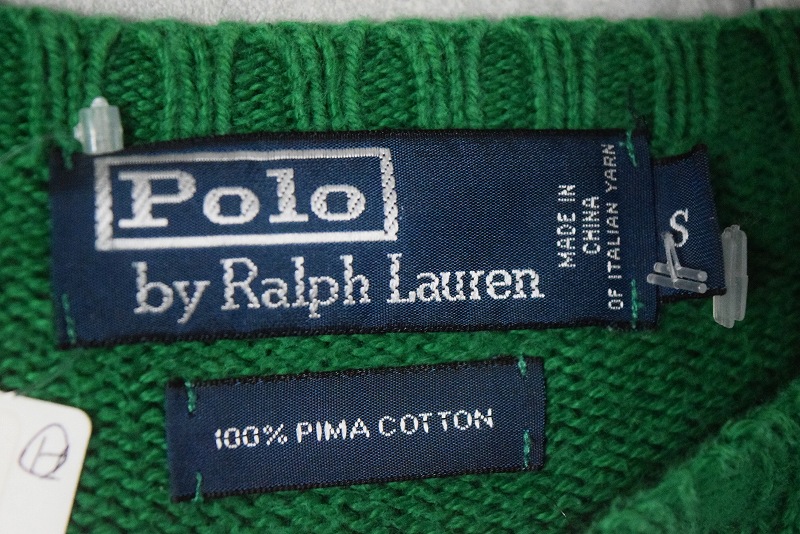 Polo
by Ralph Lauren
MADE IN
CHINA
OF ITALIAN YARN
S
100% PIMA COTTON